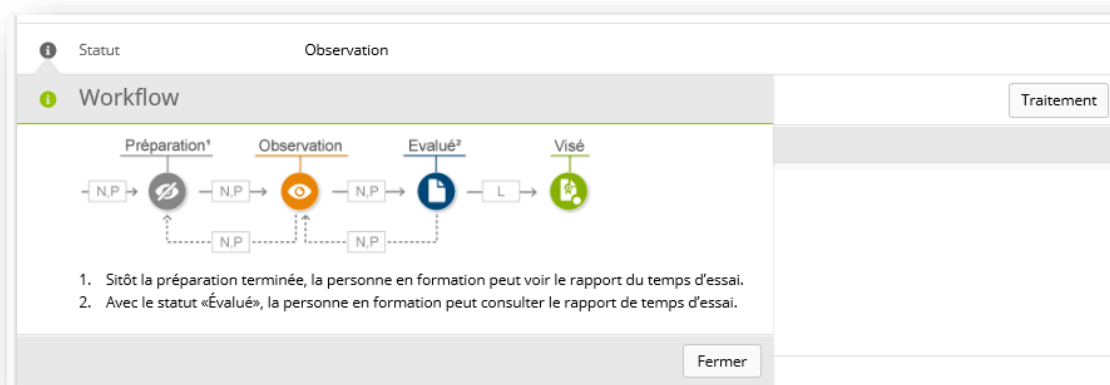 Statut Observation
Workflow
Traitement
Préparation¹ Observation Evalué² Visé
N,P N,P N,P L
N,P N,P
1. Sitôt la préparation terminée, la personne en formation peut voir le rapport du temps d'essai.
2. Avec le statut «Évalué», la personne en formation peut consulter le rapport de temps d'essai.
Fermer